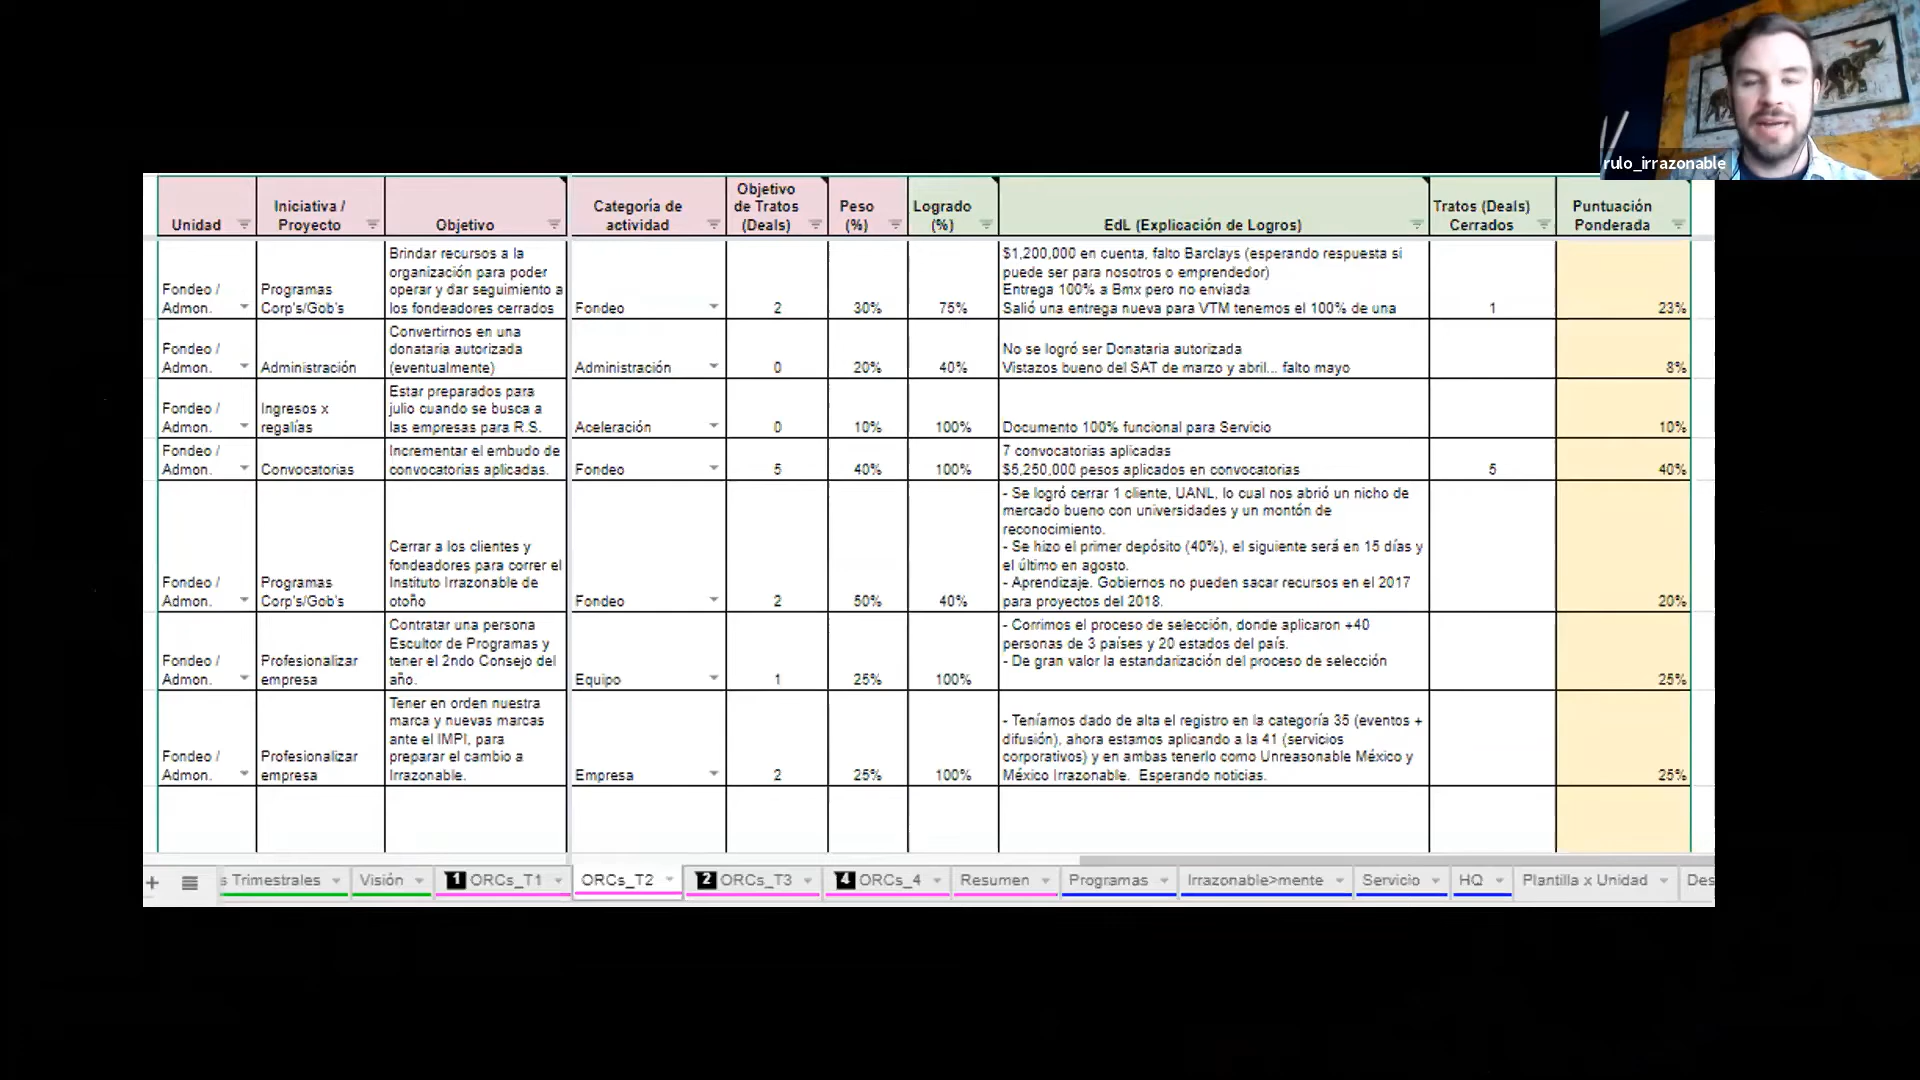 rulo_irrazonable
Unidad
Iniciativa /
Proyecto
Objetivo
Categoría de
actividad
Objetivo
de Tratos
(Deals)
Peso
(%)
Logrado
(%)
EdL (Explicación de Logros)
Tratos (Deals)
Cerrados
Puntuación
Ponderada
Fondeo /
Admon.
Programas
Corp's/Gob's
Brindar recursos a la
organización para poder
operar y dar seguimiento a
los fondeadores cerrados
Fondeo
2
30%
75%
$1,200,000 en cuenta, falto Barclays (esperando respuesta si
puede ser para nosotros o emprendedor)
Entrega 100% a Bmx pero no enviada
Salió una entrega nueva para VTM tenemos el 100% de una
1
23%
Fondeo /
Admon.
Administración
Convertirnos en una
donataria autorizada
(eventualmente)
Administración
0
20%
40%
No se logró ser Donataria autorizada
Vistazos bueno del SAT de marzo y abril... falto mayo
8%
Fondeo /
Admon.
Ingresos x
regalías
Estar preparados para
julio cuando se busca a
las empresas para R.S.
Aceleración
0
10%
100%
Documento 100% funcional para Servicio
10%
Fondeo /
Admon.
Convocatorias
Incrementar el embudo de
convocatorias aplicadas.
Fondeo
5
40%
100%
7 convocatorias aplicadas
$5,250,000 pesos aplicados en convocatorias
5
40%
Fondeo /
Admon.
Programas
Corp's/Gob's
Cerrar a los clientes y
fondeadores para correr el
Instituto Irrazonable de
otoño
Fondeo
2
50%
40%
- Se logró cerrar 1 cliente, UANL, lo cual nos abrió un nicho de
mercado bueno con universidades y un montón de
reconocimiento.
- Se hizo el primer depósito (40%), el siguiente será en 15 días y
el último en agosto.
- Aprendizaje. Gobiernos no pueden sacar recursos en el 2017
para proyectos del 2018.
20%
Fondeo /
Admon.
Profesionalizar
empresa
Contratar una persona
Escultor de Programas y
tener el 2ndo Consejo del
año.
Equipo
1
25%
100%
- Corrimos el proceso de selección, donde aplicaron +40
personas de 3 países y 20 estados del país.
- De gran valor la estandarización del proceso de selección
25%
Fondeo /
Admon.
Profesionalizar
empresa
Tener en orden nuestra
marca y nuevas marcas
ante el IMPI, para
preparar el cambio a
Irrazonable.
Empresa
2
25%
100%
- Teníamos dado de alta el registro en la categoría 35 (eventos +
difusión), ahora estamos aplicando a la 41 (servicios
corporativos) y en ambas tenerlo como Unreasonable México y
México Irrazonable. Esperando noticias.
25%
s Trimestrales
Visión
1 ORCs_T1
ORCs_T2
2 ORCs_T3
4 ORCs_4
Resumen
Programas
Irrazonable>mente
Servicio
HQ
Plantilla x Unidad
Des